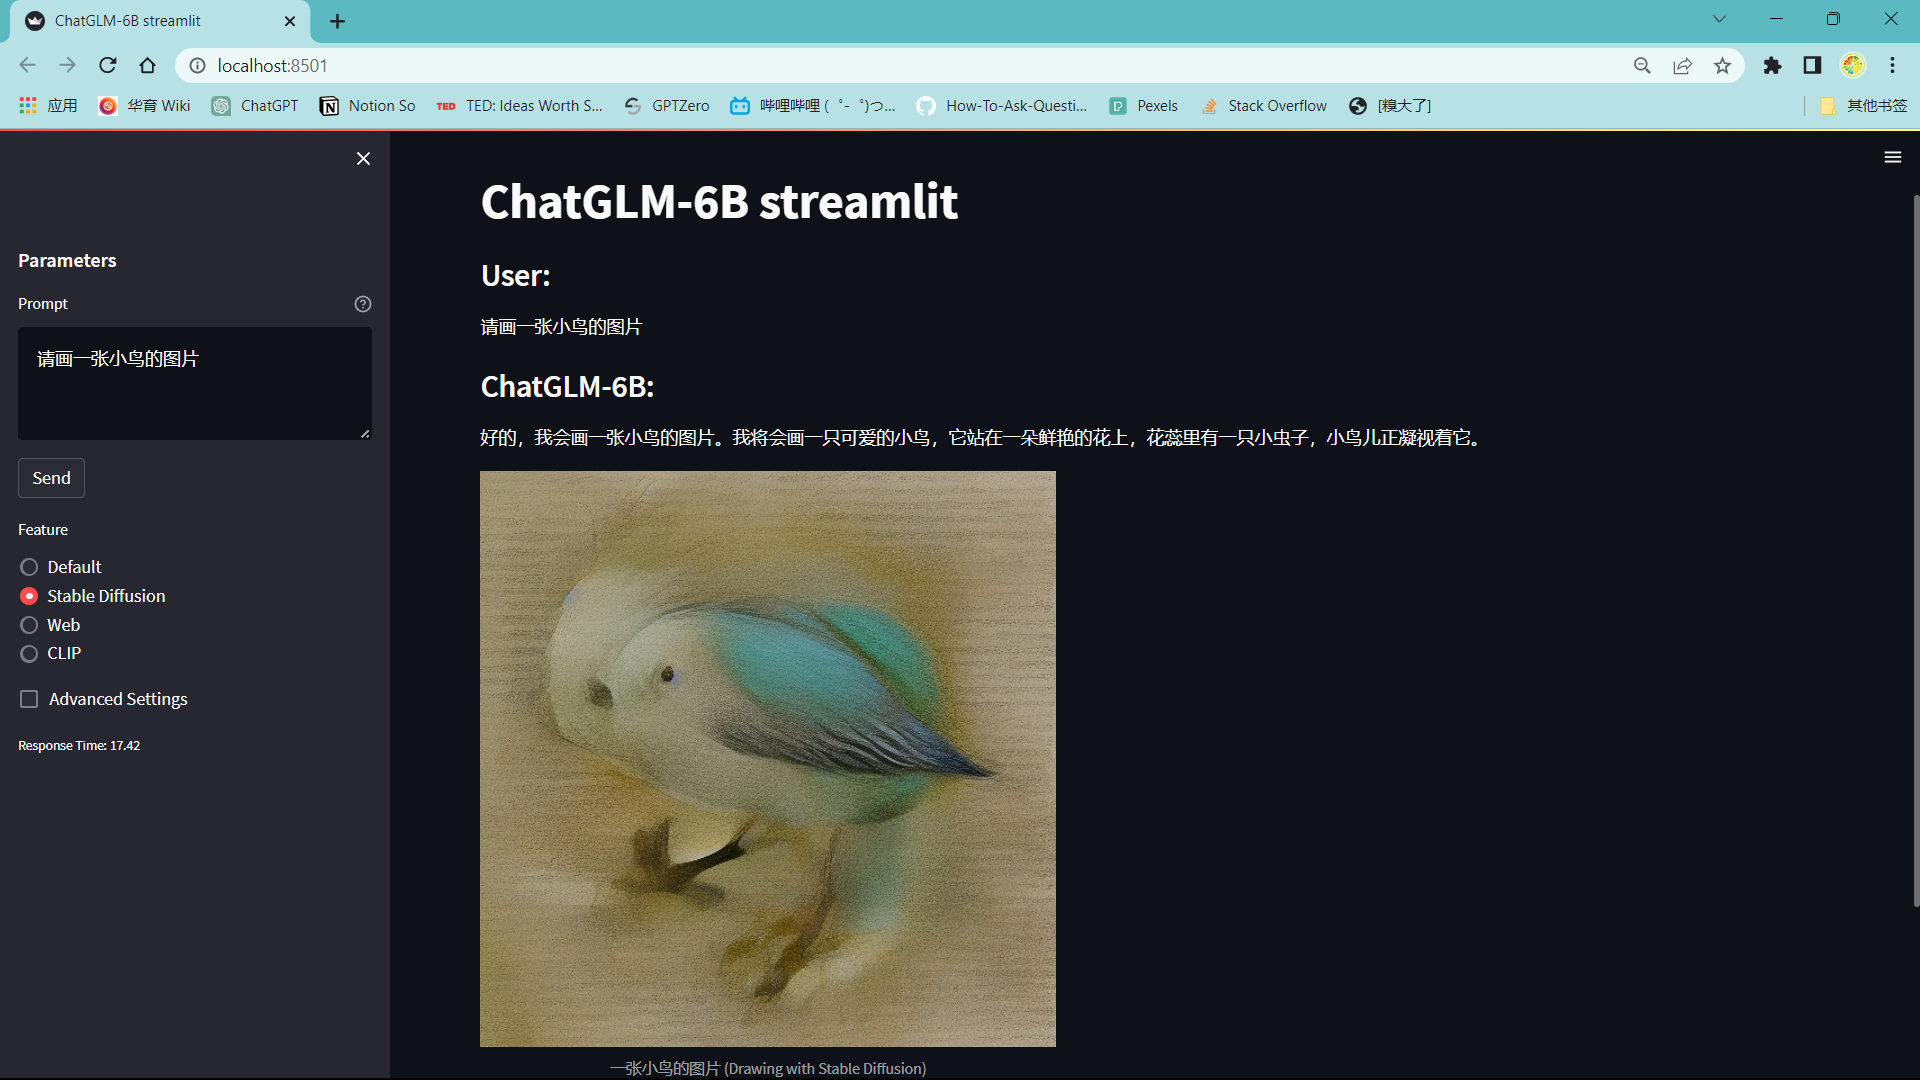 ChatGLM-6B streamlit
localhost:8501
应用
华育 Wiki
ChatGPT
Notion So
TED
TED: Ideas Worth S...
GPTZero
哔哩哔哩 ( ゜- ゜)つ...
How-To-Ask-Questi...
Pexels
Stack Overflow
[糗大了]
其他书签
Parameters
Prompt
请画一张小鸟的图片
Send
Feature
Default
Stable Diffusion
Web
CLIP
Advanced Settings
Response Time: 17.42
ChatGLM-6B streamlit
User:
请画一张小鸟的图片
ChatGLM-6B:
好的，我会画一张小鸟的图片。我将会画一只可爱的小鸟，它站在一朵鲜艳的花上，花蕊里有一只小虫子，小鸟儿正凝视着它。
一张小鸟的图片 (Drawing with Stable Diffusion)